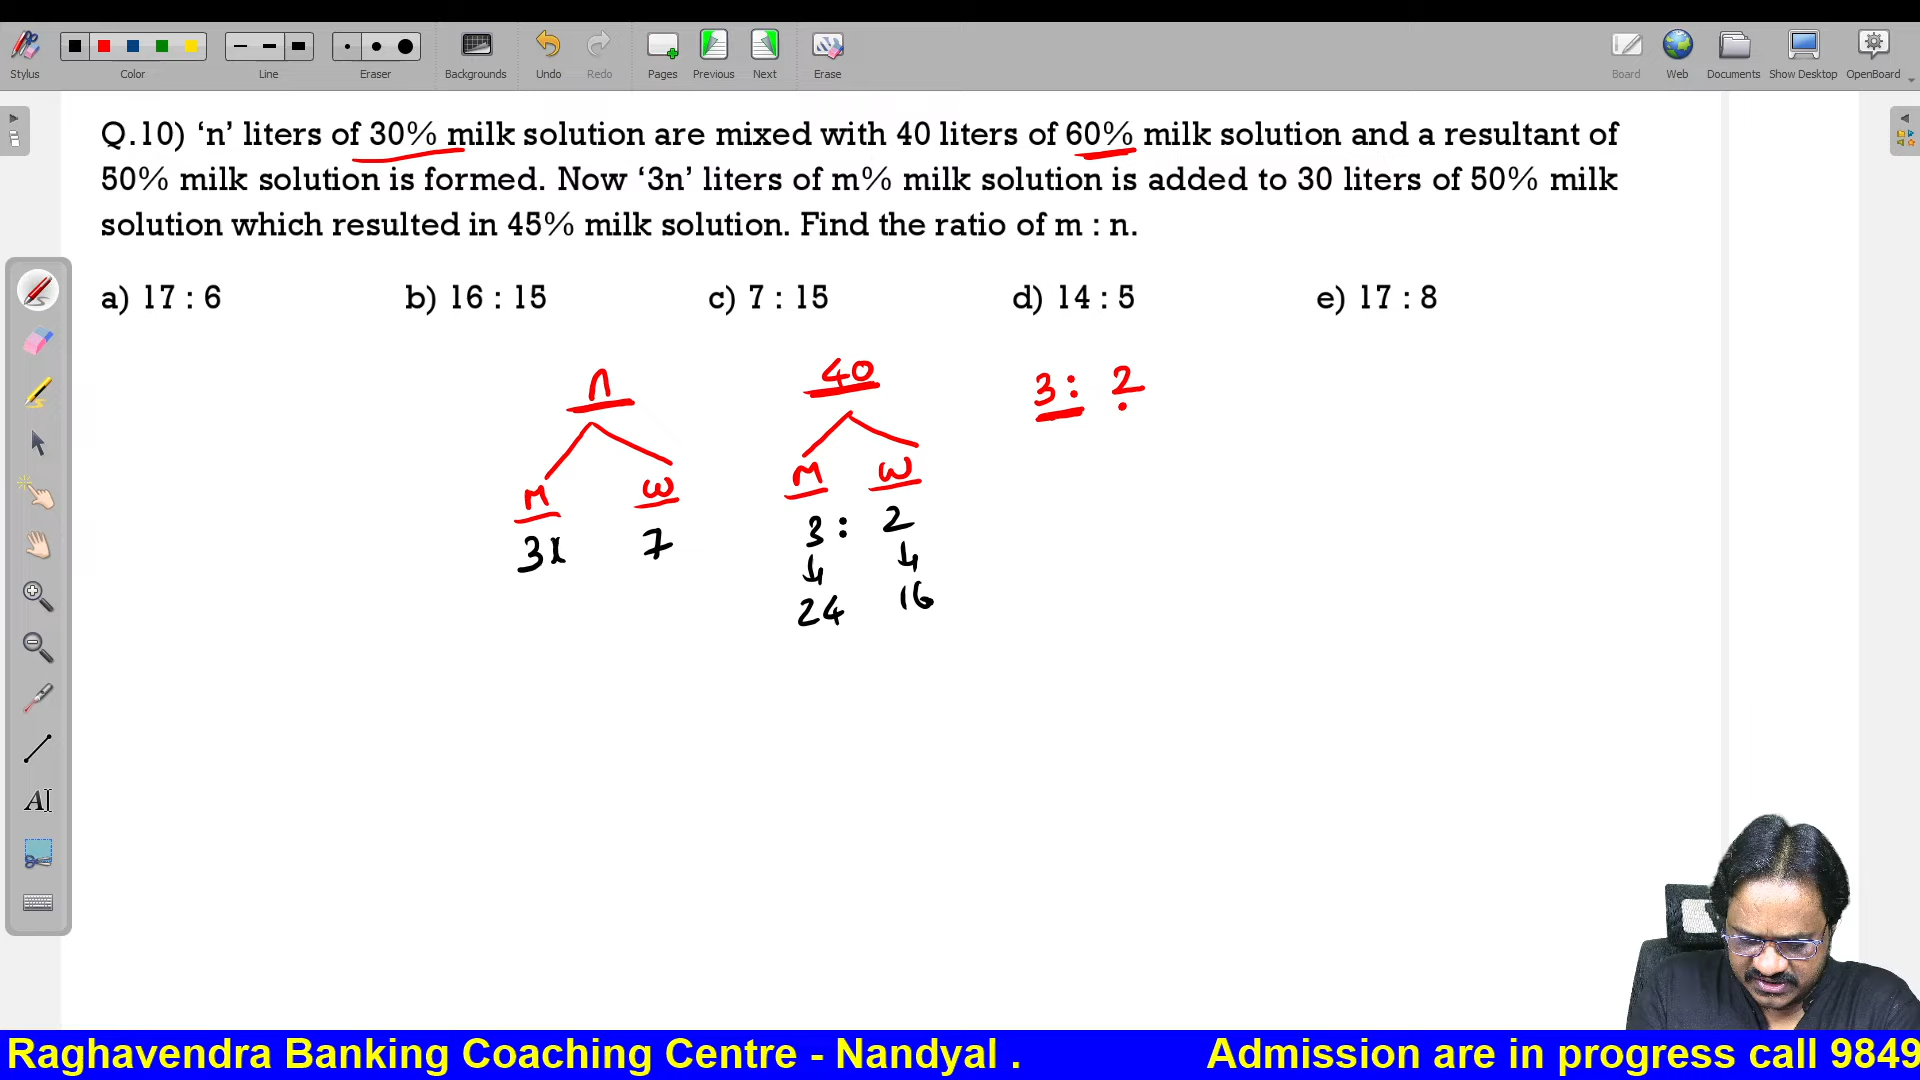 Stylus Color Line Eraser Backgrounds Undo Redo Pages Previous Next Erase Board Web Documents Show Desktop OpenBoard
Q.10) ‘n’ liters of 30% milk solution are mixed with 40 liters of 60% milk solution and a resultant of
50% milk solution is formed. Now ‘3n’ liters of m% milk solution is added to 30 liters of 50% milk
solution which resulted in 45% milk solution. Find the ratio of m : n.
a) 17 : 6 b) 16 : 15 c) 7 : 15 d) 14 : 5 e) 17 : 8
n 40 3 : 2
M W M W
3x 7 3 : 2
24 16
AI
Raghavendra Banking Coaching Centre - Nandyal . Admission are in progress call 9849